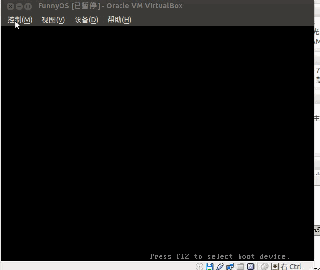 FunnyOS [已暂停] - Oracle VM VirtualBox
控制(M) 视图(V) 设备(D) 帮助(H)
Press F12 to select boot device.
右 Ctrl